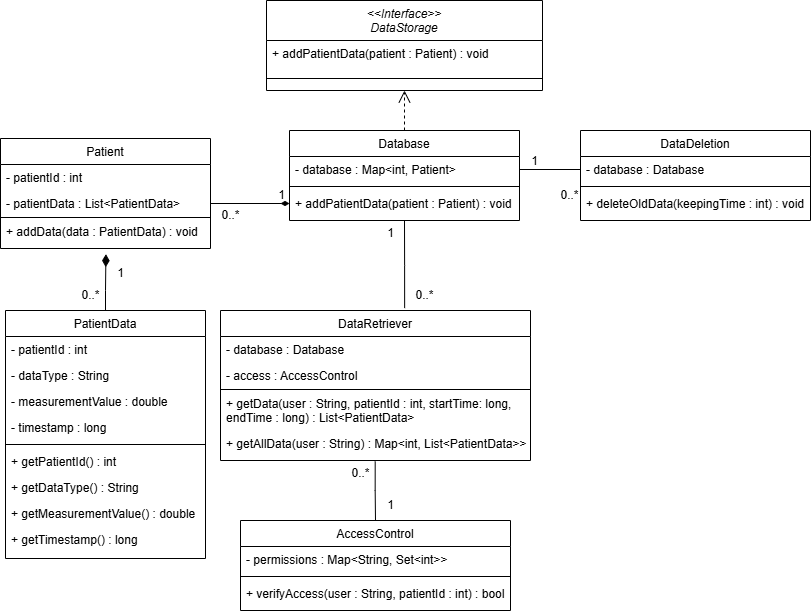 <<Interface>>
DataStorage
+ addPatientData(patient : Patient) : void
Patient
- patientId : int
- patientData : List<PatientData>
+ addData(data : PatientData) : void
0..*
1
Database
- database : Map<int, Patient>
+ addPatientData(patient : Patient) : void
1
0..*
DataDeletion
- database : Database
+ deleteOldData(keepingTime : int) : void
1
0..*
1
0..*
PatientData
- patientId : int
- dataType : String
- measurementValue : double
- timestamp : long
+ getPatientId() : int
+ getDataType() : String
+ getMeasurementValue() : double
+ getTimestamp() : long
DataRetriever
- database : Database
- access : AccessControl
+ getData(user : String, patientId : int, startTime: long,
endTime : long) : List<PatientData>
+ getAllData(user : String) : Map<int, List<PatientData>>
0..*
1
AccessControl
- permissions : Map<String, Set<int>>
+ verifyAccess(user : String, patientId : int) : bool